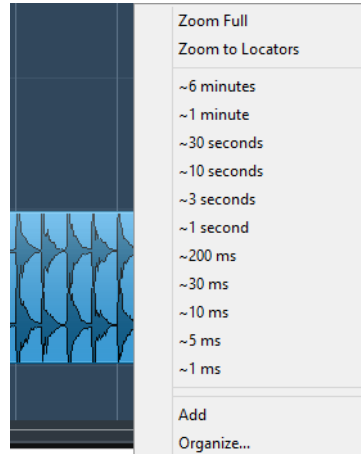 Zoom Full
Zoom to Locators
~6 minutes
~1 minute
~30 seconds
~10 seconds
~3 seconds
~1 second
~200 ms
~30 ms
~10 ms
~5 ms
~1 ms
Add
Organize...